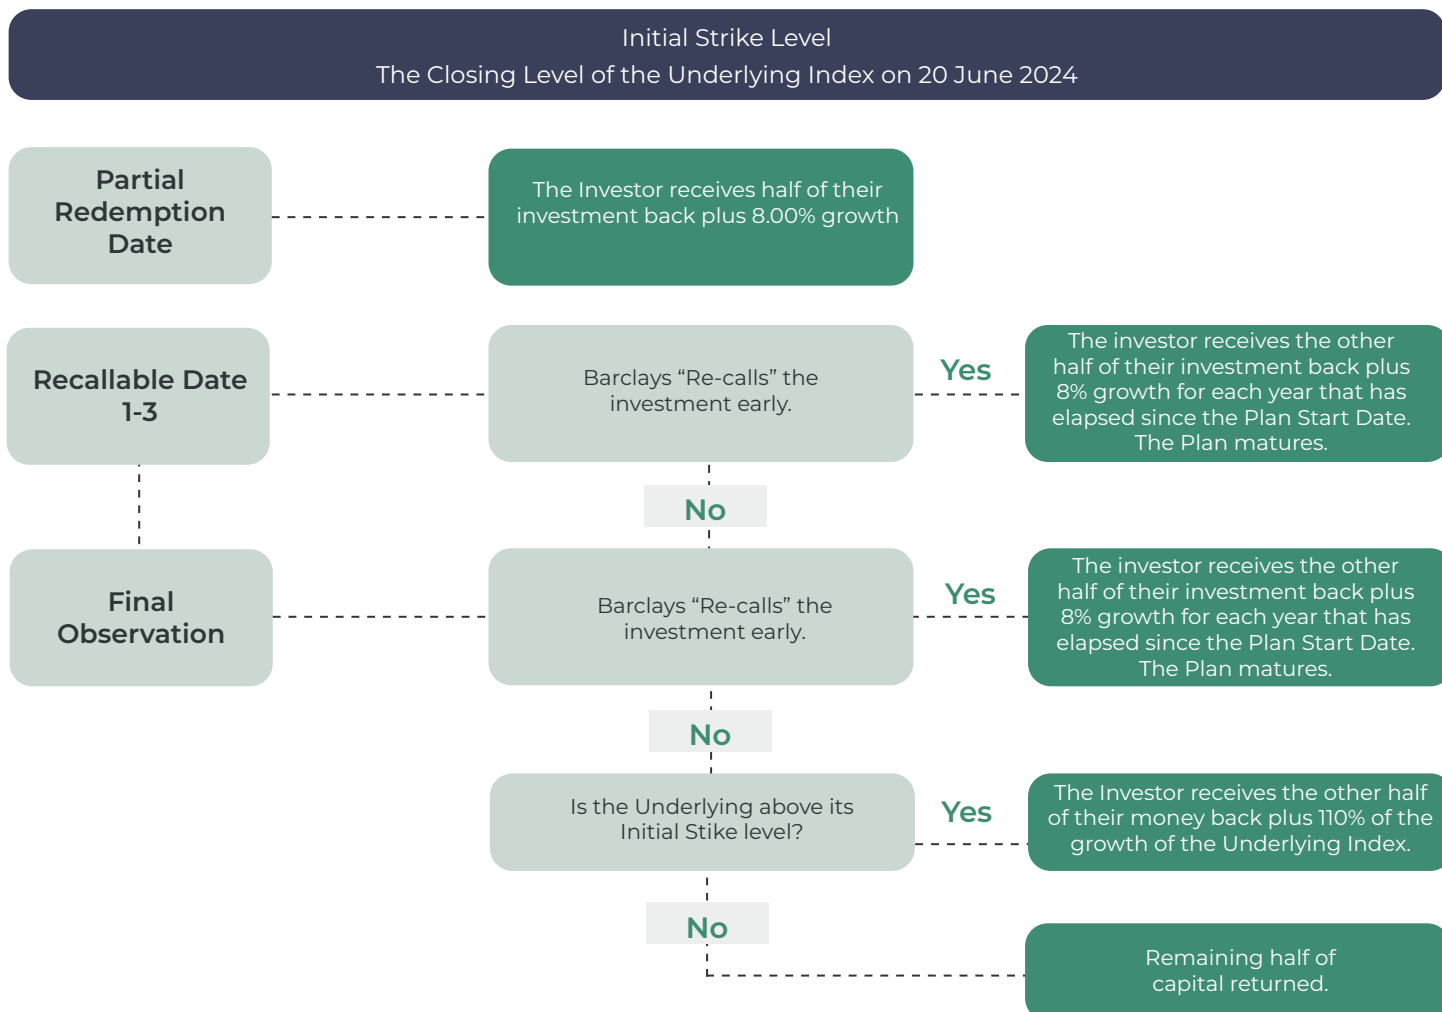 Initial Strike Level
The Closing Level of the Underlying Index on 20 June 2024
Partial
Redemption
Date
The Investor receives half of their
investment back plus 8.00% growth
Recallable Date
1-3
Barclays “Re-calls” the
investment early.
Yes
The investor receives the other
half of their investment back plus
8% growth for each year that has
elapsed since the Plan Start Date.
The Plan matures.
No
Final
Observation
Barclays “Re-calls” the
investment early.
Yes
The investor receives the other
half of their investment back plus
8% growth for each year that has
elapsed since the Plan Start Date.
The Plan matures.
No
Is the Underlying above its
Initial Stike level?
Yes
The Investor receives the other half
of their money back plus 110% of the
growth of the Underlying Index.
No
Remaining half of
capital returned.